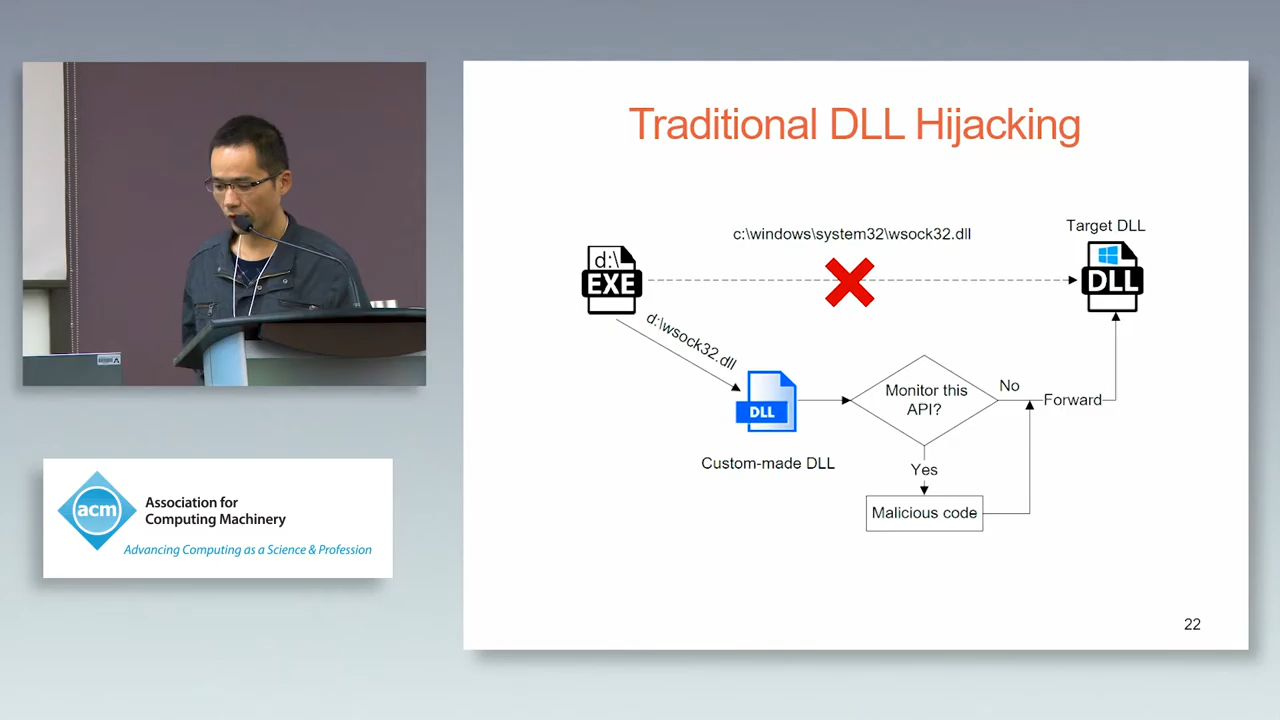 Traditional DLL Hijacking
c:\windows\system32\wsock32.dll
Target DLL
d:\
EXE
DLL
d:\wsock32.dll
DLL
Custom-made DLL
Monitor this
API?
No
Forward
Yes
Malicious code
22
acm
Association for
Computing Machinery
Advancing Computing as a Science & Profession